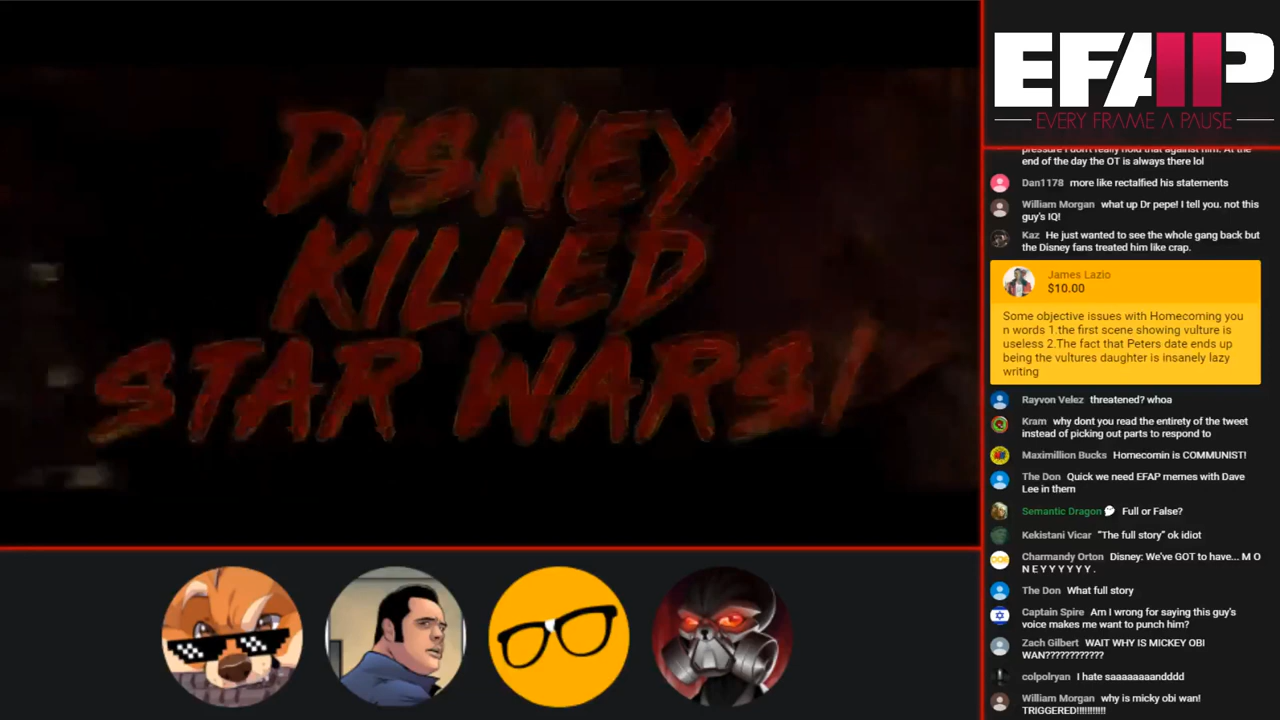 DISNEY
KILLED
STAR WARS!
EFAP
EVERY FRAME A PAUSE
pressure I don't really hold that against him. At the
end of the day the OT is always there lol
Dan1178 more like rectalfied his statements
William Morgan what up Dr pepe! I tell you. not this
guy's IQ!
Kaz He just wanted to see the whole gang back but
the Disney fans treated him like crap.
James Lazio
$10.00
Some objective issues with Homecoming you
n words 1.the first scene showing vulture is
useless 2.The fact that Peters date ends up
being the vultures daughter is insanely lazy
writing
Rayvon Velez threatened? whoa
Kram why dont you read the entirety of the tweet
instead of picking out parts to respond to
Maximillion Bucks Homecomin is COMMUNIST!
The Don Quick we need EFAP memes with Dave
Lee in them
Semantic Dragon Full or False?
Kekistani Vicar "The full story" ok idiot
Charmandy Orton Disney: We've GOT to have... M O
N E Y Y Y Y Y Y .
The Don What full story
Captain Spire Am I wrong for saying this guy's
voice makes me want to punch him?
Zach Gilbert WAIT WHY IS MICKEY OBI
WAN????????????
colpolryan I hate saaaaaaaandddd
William Morgan why is micky obi wan!
TRIGGERED!!!!!!!!!!!